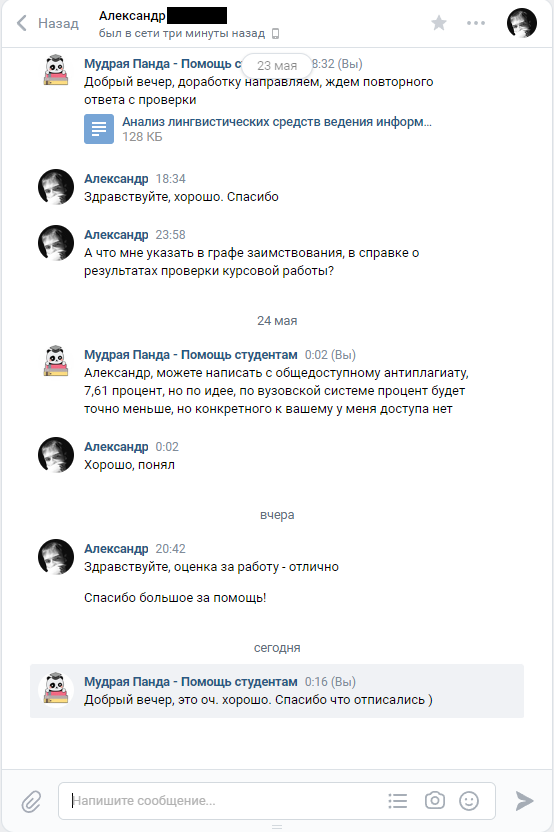 Назад
Александр
был в сети три минуты назад
23 мая
Мудрая Панда - Помощь 8:32 (Вы)
Добрый вечер, доработку направляем, ждем повторного
ответа с проверки
Анализ лингвистических средств ведения информ...
128 КБ
Александр 18:34
Здравствуйте, хорошо. Спасибо
Александр 23:58
А что мне указать в графе заимствования, в справке о
результатах проверки курсовой работы?
24 мая
Мудрая Панда - Помощь студентам 0:02 (Вы)
Александр, можете написать с общедоступному антиплагиату,
7,61 процент, но по идее, по вузовской системе процент будет
точно меньше, но конкретного к вашему у меня доступа нет
Александр 0:02
Хорошо, понял
вчера
Александр 20:42
Здравствуйте, оценка за работу - отлично
Спасибо большое за помощь!
сегодня
Мудрая Панда - Помощь студентам 0:16 (Вы)
Добрый вечер, это оч. хорошо. Спасибо что отписались )
Напишите сообщение...